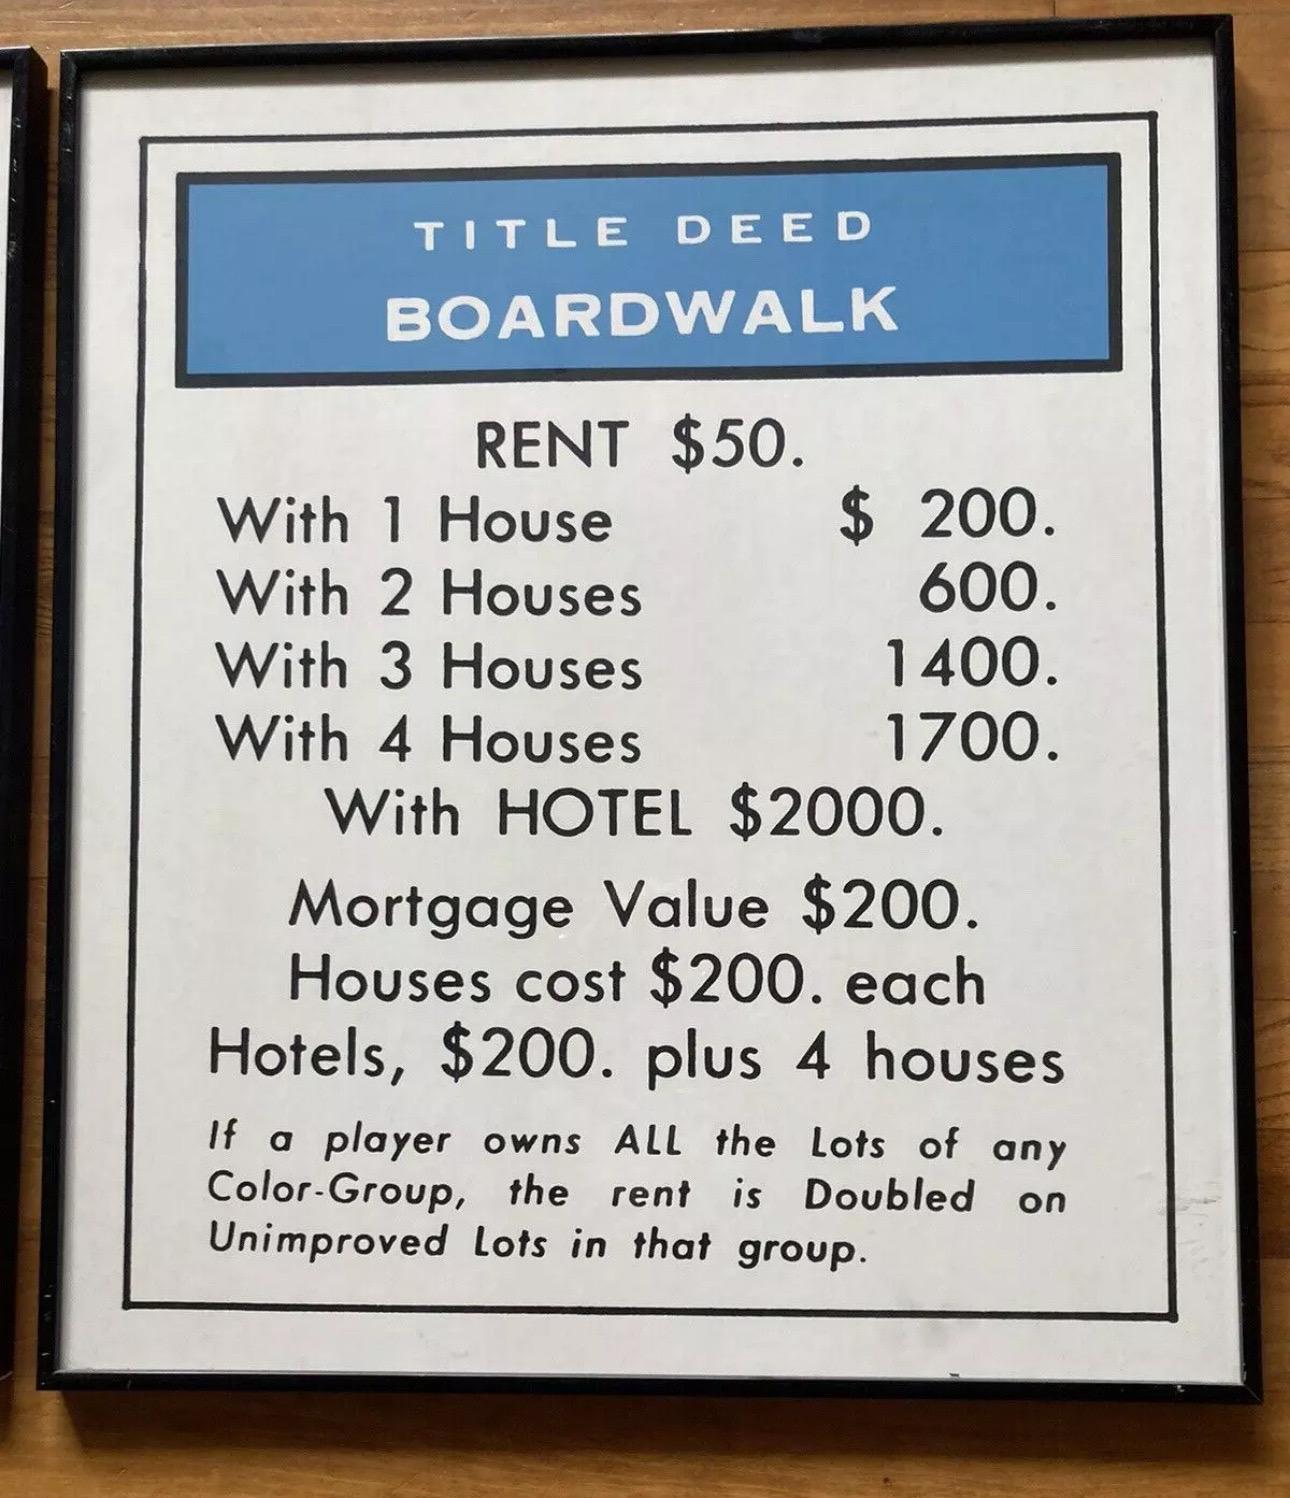 TITLE DEED
BOARDWALK
RENT $50.
With 1 House $ 200.
With 2 Houses 600.
With 3 Houses 1400.
With 4 Houses 1700.
With HOTEL $2000.
Mortgage Value $200.
Houses cost $200. each
Hotels, $200. plus 4 houses
If a player owns ALL the Lots of any
Color-Group, the rent is Doubled on
Unimproved Lots in that group.